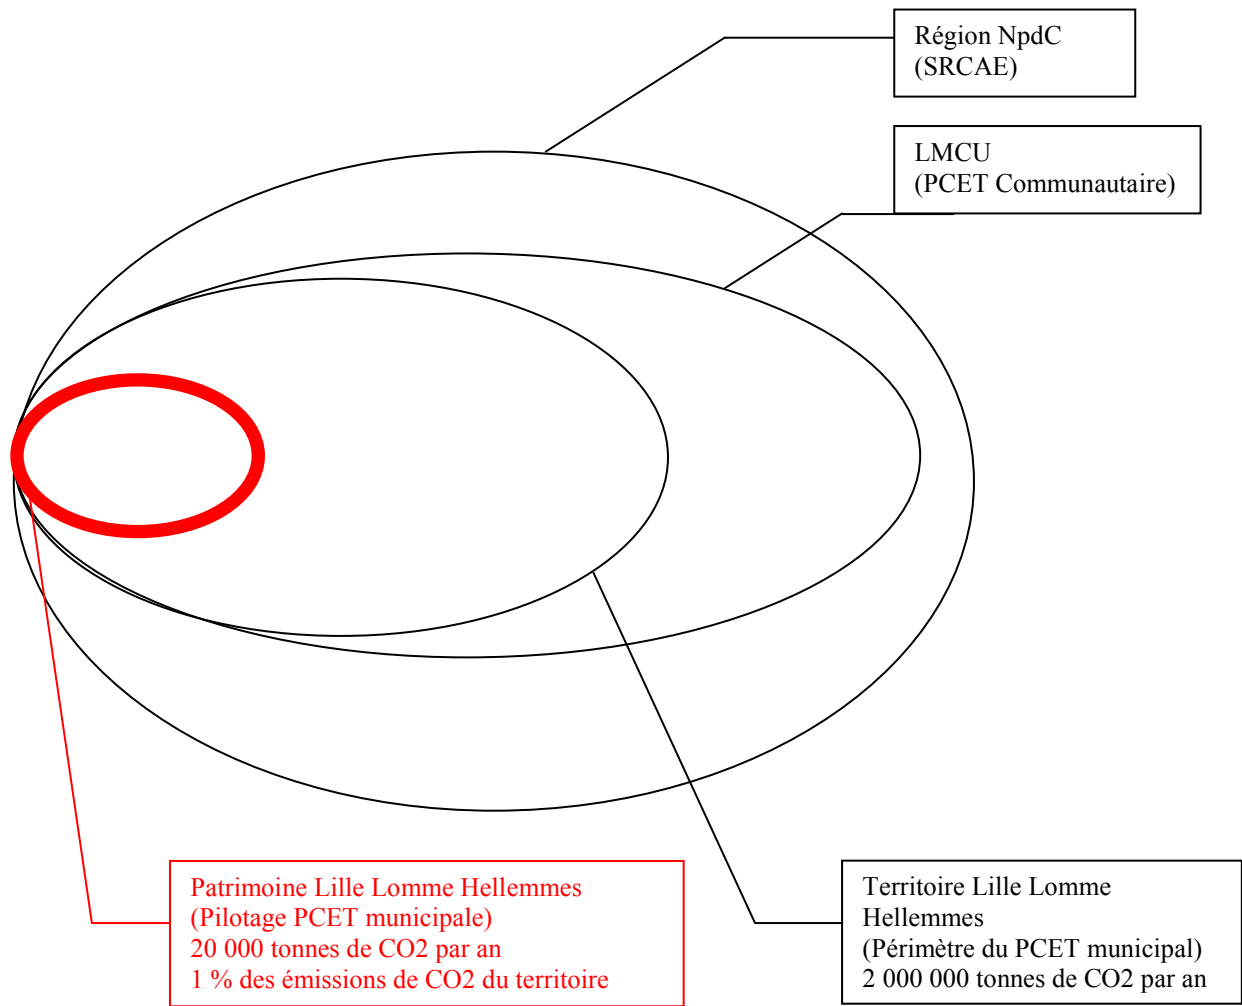 Région NpdC
(SRCAE)
LMCU
(PCET Communautaire)
Patrimoine Lille Lomme Hellemmes
(Pilotage PCET municipale)
20 000 tonnes de CO2 par an
1 % des émissions de CO2 du territoire
Territoire Lille Lomme
Hellemmes
(Périmètre du PCET municipal)
2 000 000 tonnes de CO2 par an